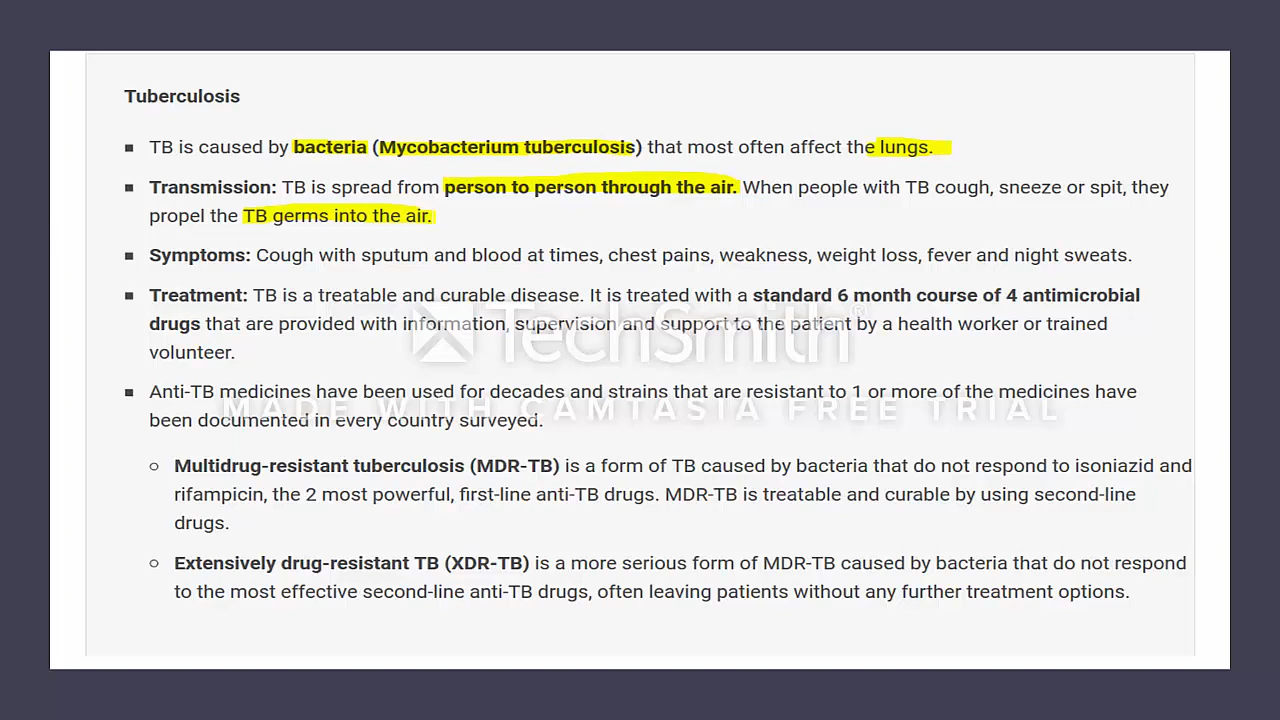 Tuberculosis
TB is caused by bacteria (Mycobacterium tuberculosis) that most often affect the lungs.
Transmission: TB is spread from person to person through the air. When people with TB cough, sneeze or spit, they
propel the TB germs into the air.
Symptoms: Cough with sputum and blood at times, chest pains, weakness, weight loss, fever and night sweats.
Treatment: TB is a treatable and curable disease. It is treated with a standard 6 month course of 4 antimicrobial
drugs that are provided with information, supervision and support to the patient by a health worker or trained
volunteer.
TechSmith®
Anti-TB medicines have been used for decades and strains that are resistant to 1 or more of the medicines have
MADE WITH CAMTASIA FREE TRIAL
been documented in every country surveyed.
Multidrug-resistant tuberculosis (MDR-TB) is a form of TB caused by bacteria that do not respond to isoniazid and
rifampicin, the 2 most powerful, first-line anti-TB drugs. MDR-TB is treatable and curable by using second-line
drugs.
Extensively drug-resistant TB (XDR-TB) is a more serious form of MDR-TB caused by bacteria that do not respond
to the most effective second-line anti-TB drugs, often leaving patients without any further treatment options.